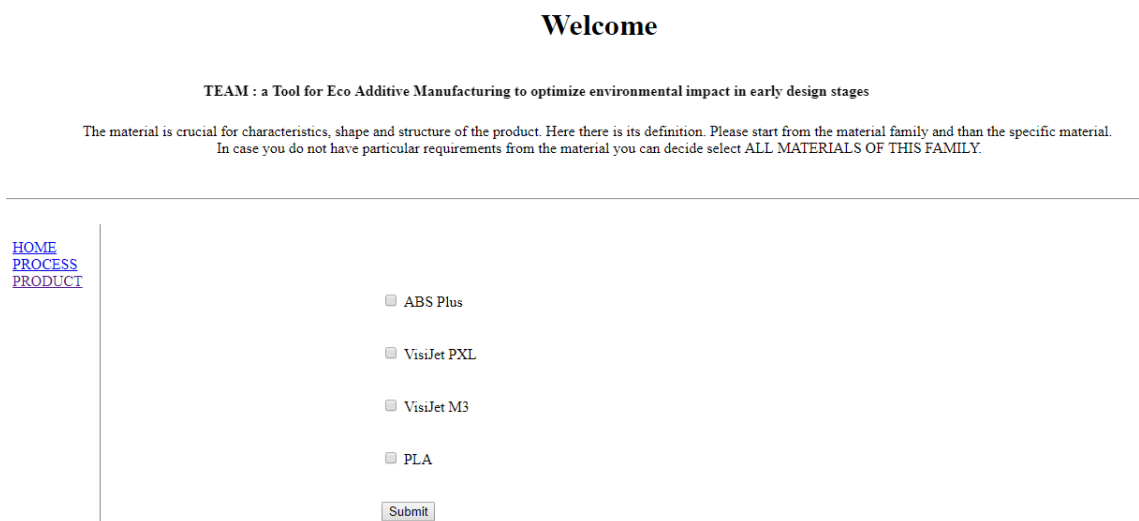 Welcome
TEAM : a Tool for Eco Additive Manufacturing to optimize environmental impact in early design stages
The material is crucial for characteristics, shape and structure of the product. Here there is its definition. Please start from the material family and than the specific material.
In case you do not have particular requirements from the material you can decide select ALL MATERIALS OF THIS FAMILY.
HOME
PROCESS
PRODUCT
ABS Plus
VisiJet PXL
VisiJet M3
PLA
Submit